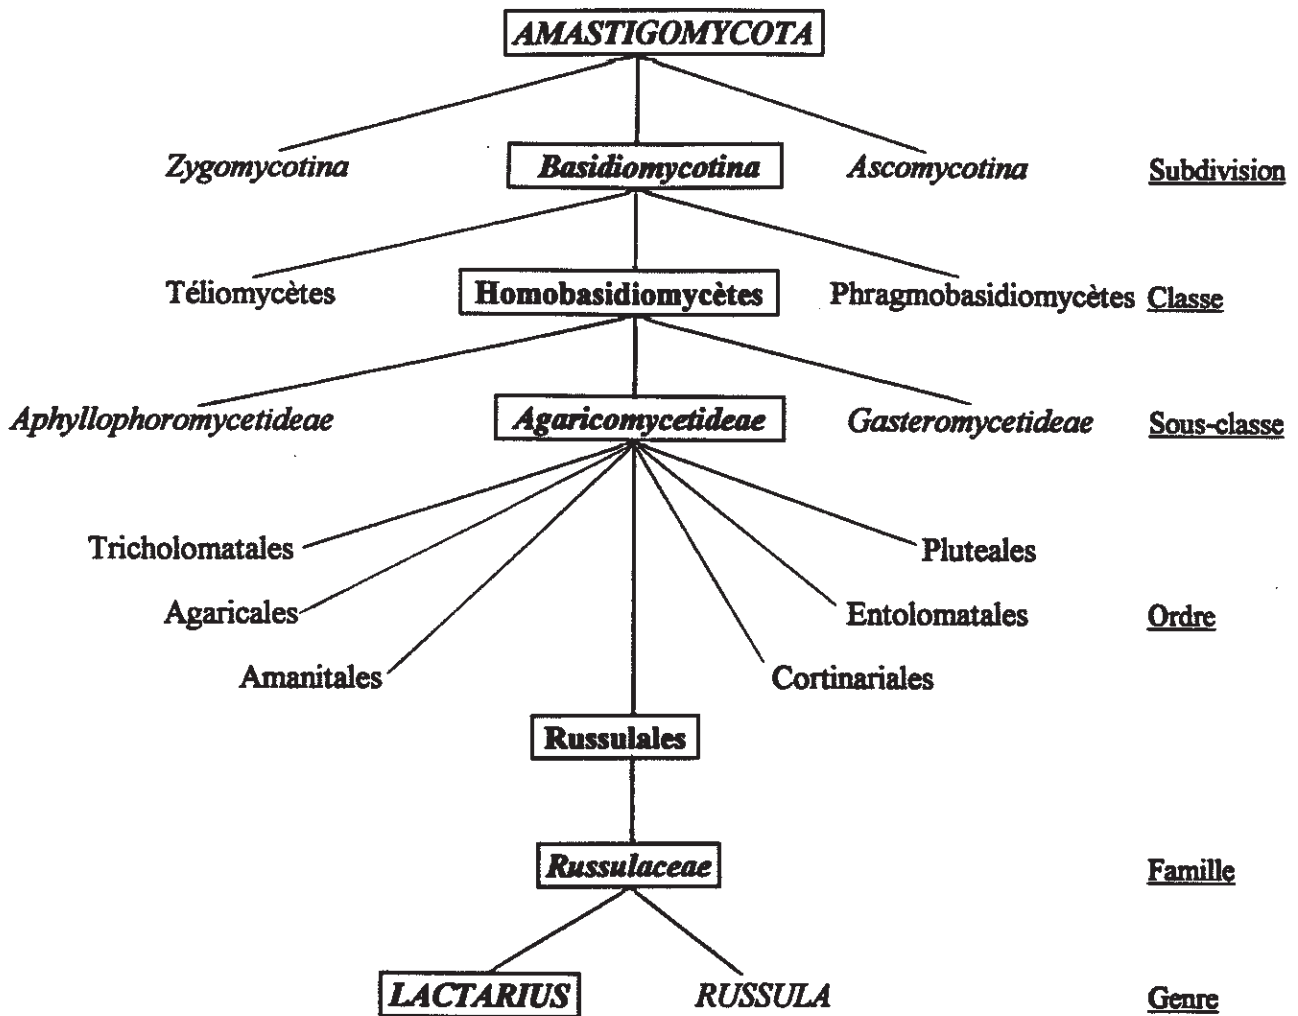 AMASTIGOMYCOTA
Zygomycotina Basidiomycotina Ascomycotina Subdivision
Téliomycètes Homobasidiomycètes Phragmobasidiomycètes Classe
Aphyllophoromycetideae Agaricomycetideae Gasteromycetideae Sous-classe
Tricholomatales Pluteales
Agaricales Entolomatales Ordre
Amanitales Cortinariales
Russulales
Russulaceae Famille
LACTARIUS RUSSULA Genre